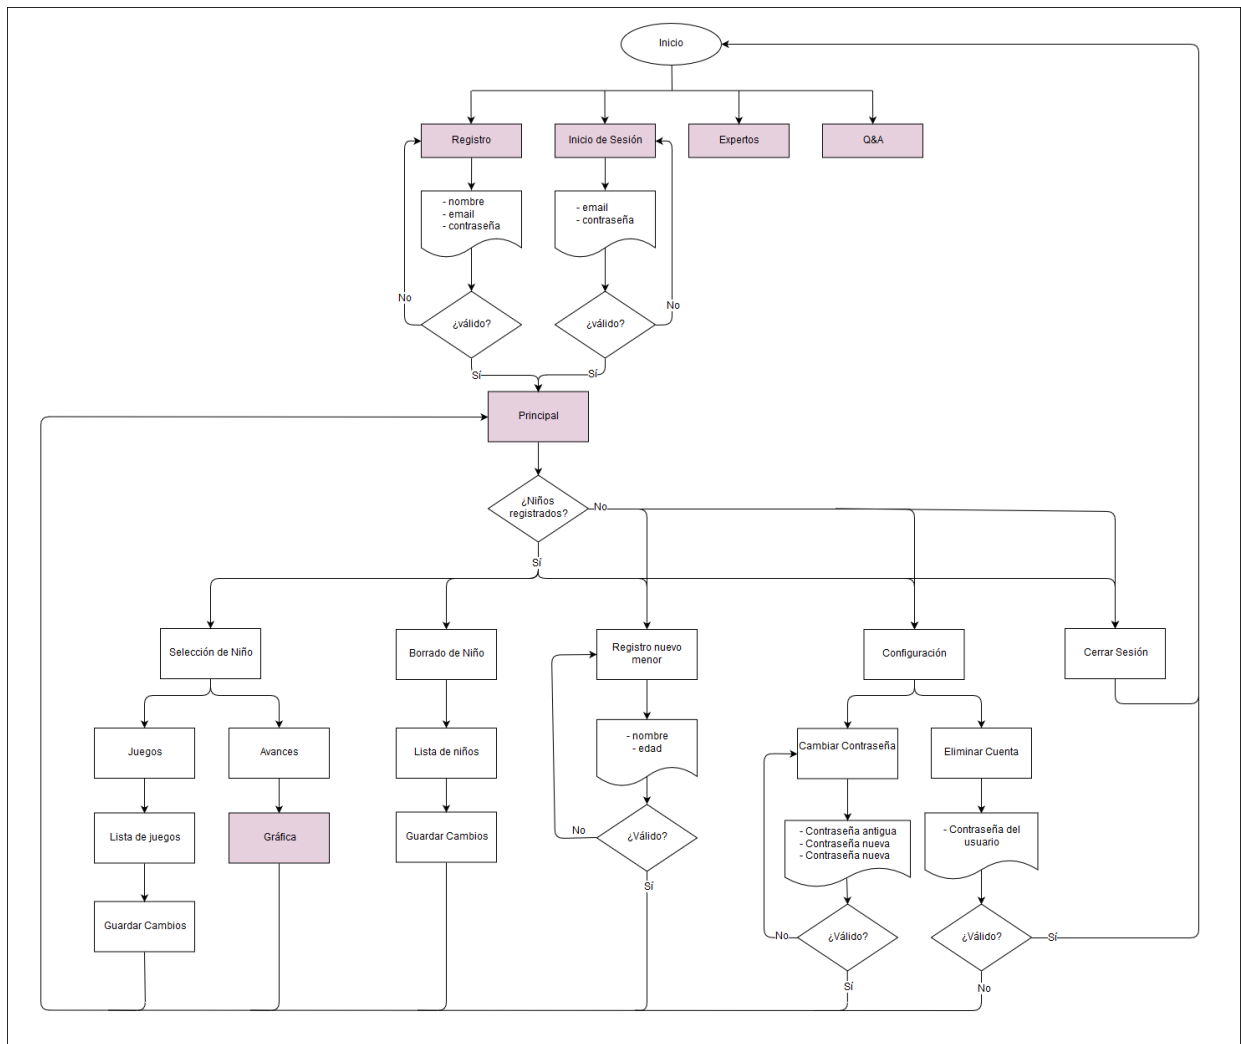 Inicio
Registro
Inicio de Sesión
Expertos
Q&A
- nombre
- email
- contraseña
- email
- contraseña
No
No
¿válido?
¿válido?
Sí
Sí
Principal
¿Niños
registrados?
No
Sí
Selección de Niño
Borrado de Niño
Registro nuevo
menor
Configuración
Cerrar Sesión
Juegos
Avances
Lista de niños
- nombre
- edad
Cambiar Contraseña
Eliminar Cuenta
Lista de juegos
Gráfica
Guardar Cambios
No
¿Válido?
- Contraseña antigua
- Contraseña nueva
- Contraseña nueva
- Contraseña del
usuario
Sí
Guardar Cambios
No
¿Válido?
¿Válido?
Sí
Sí
No